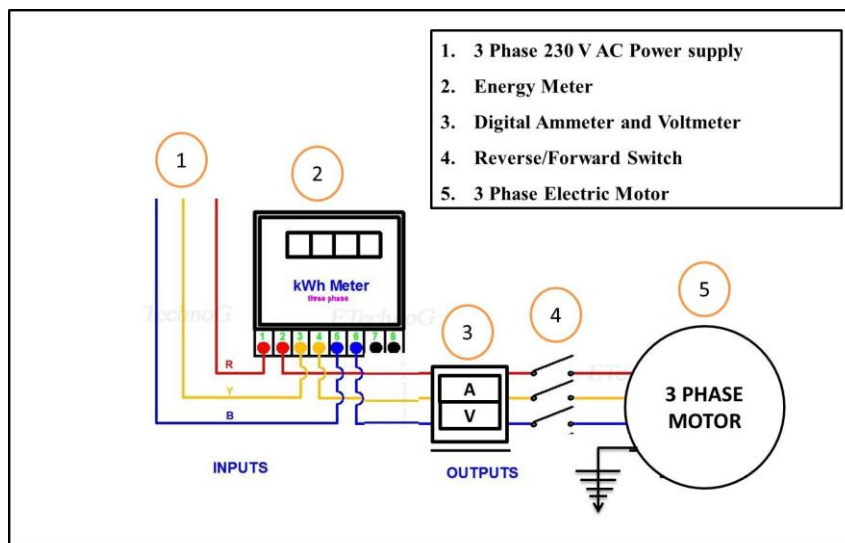 1. 3 Phase 230 V AC Power supply
2. Energy Meter
3. Digital Ammeter and Voltmeter
4. Reverse/Forward Switch
5. 3 Phase Electric Motor
1
2
kWh Meter
three phase
TechnoG
ETechnoG
1 2 3 4 5 6 7 8
3
4
5
R
Y
B
A
V
3 PHASE
MOTOR
INPUTS
OUTPUTS